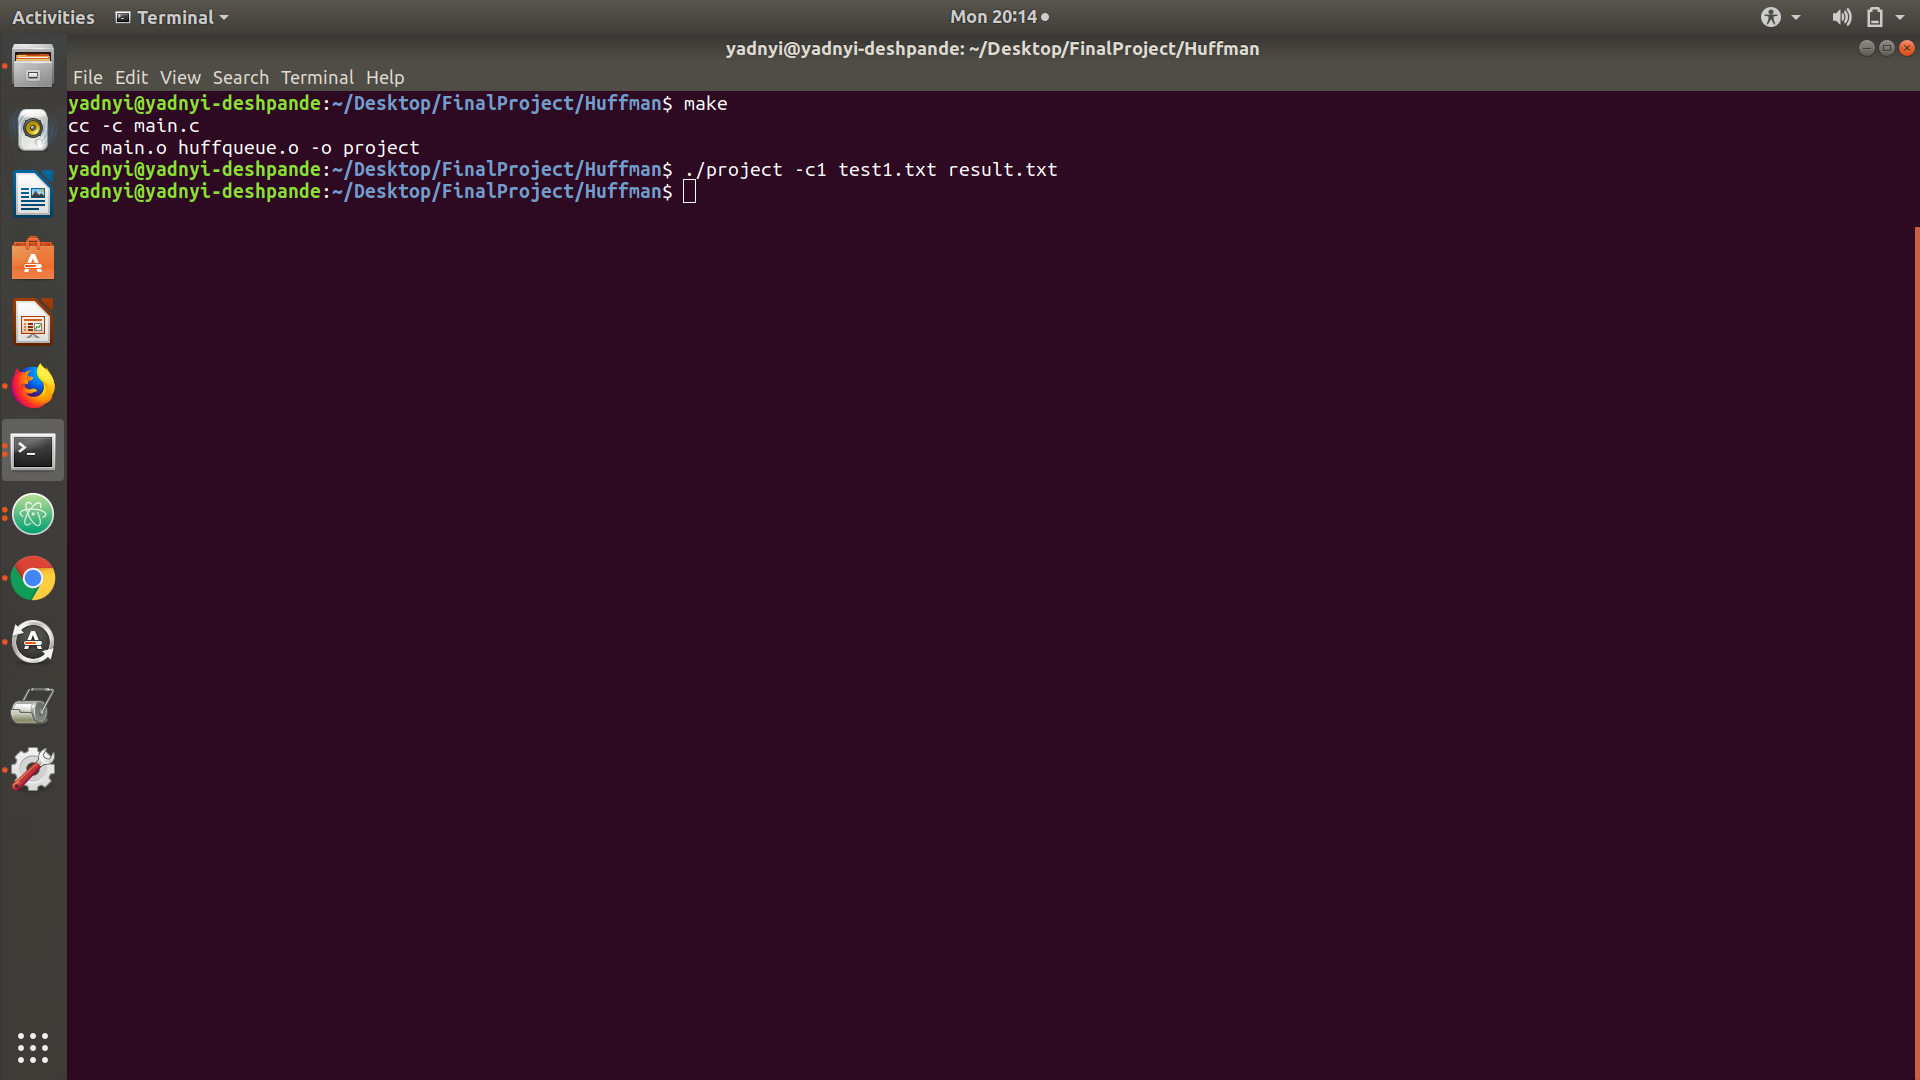 Activities Terminal Mon 20:14
yadnyi@yadnyi-deshpande: ~/Desktop/FinalProject/Huffman
File Edit View Search Terminal Help
yadnyi@yadnyi-deshpande:~/Desktop/FinalProject/Huffman$ make
cc -c main.c
cc main.o huffqueue.o -o project
yadnyi@yadnyi-deshpande:~/Desktop/FinalProject/Huffman$ ./project -c1 test1.txt result.txt
yadnyi@yadnyi-deshpande:~/Desktop/FinalProject/Huffman$